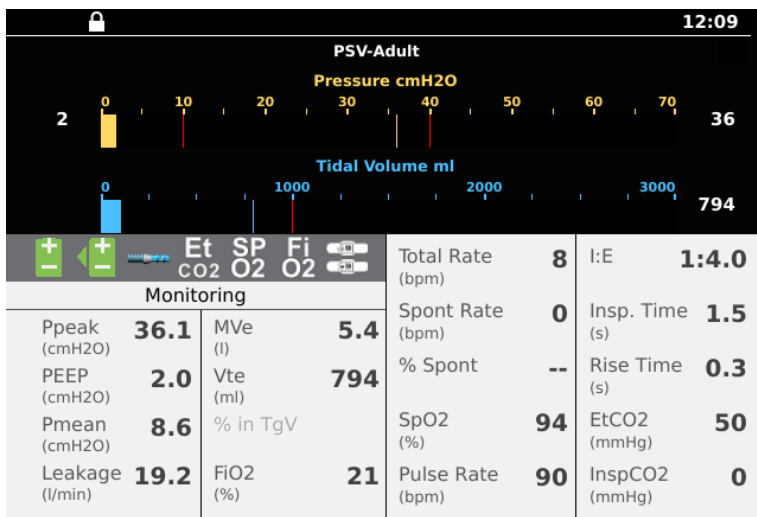 12:09
PSV-Adult
Pressure cmH2O
0 10 20 30 40 50 60 70
2 36
Tidal Volume ml
0 1000 2000 3000
794
Et CO2 SP O2 Fi O2
Monitoring
Ppeak (cmH2O) 36.1
PEEP (cmH2O) 2.0
Pmean (cmH2O) 8.6
Leakage (l/min) 19.2
MVe (l) 5.4
Vte (ml) 794
% in TgV
FiO2 (%) 21
Total Rate (bpm) 8
Spont Rate (bpm) 0
% Spont --
SpO2 (%) 94
Pulse Rate (bpm) 90
I:E 1:4.0
Insp. Time (s) 1.5
Rise Time (s) 0.3
EtCO2 (mmHg) 50
InspCO2 (mmHg) 0